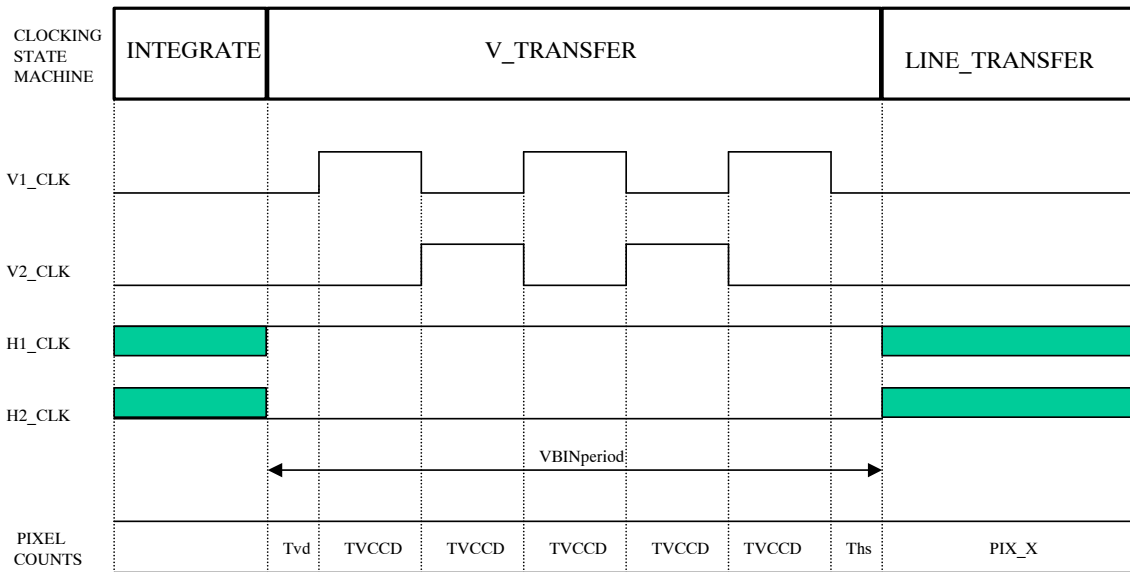 CLOCKING
STATE
MACHINE
INTEGRATE
V_TRANSFER
LINE_TRANSFER
V1_CLK
V2_CLK
H1_CLK
H2_CLK
VBINperiod
PIXEL
COUNTS
Tvd
TVCCD
TVCCD
TVCCD
TVCCD
TVCCD
Ths
PIX_X